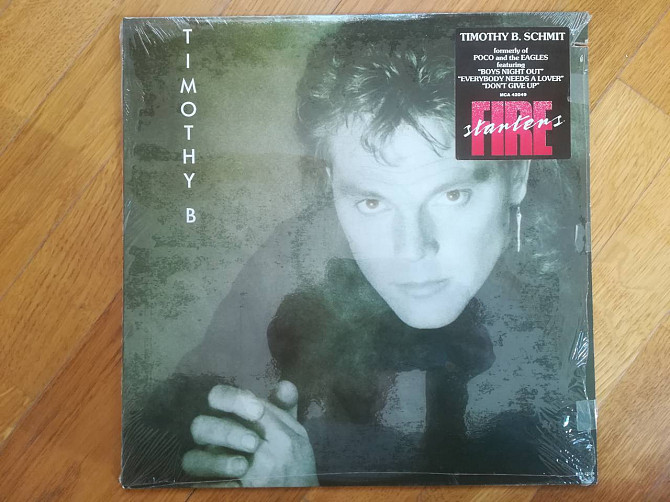 TIMOTHY B
TIMOTHY B. SCHMIT
formerly of
POCO and the EAGLES
featuring
"BOYS NIGHT OUT"
"EVERYBODY NEEDS A LOVER"
"DON'T GIVE UP"
MCA 42049
FIRE
starters